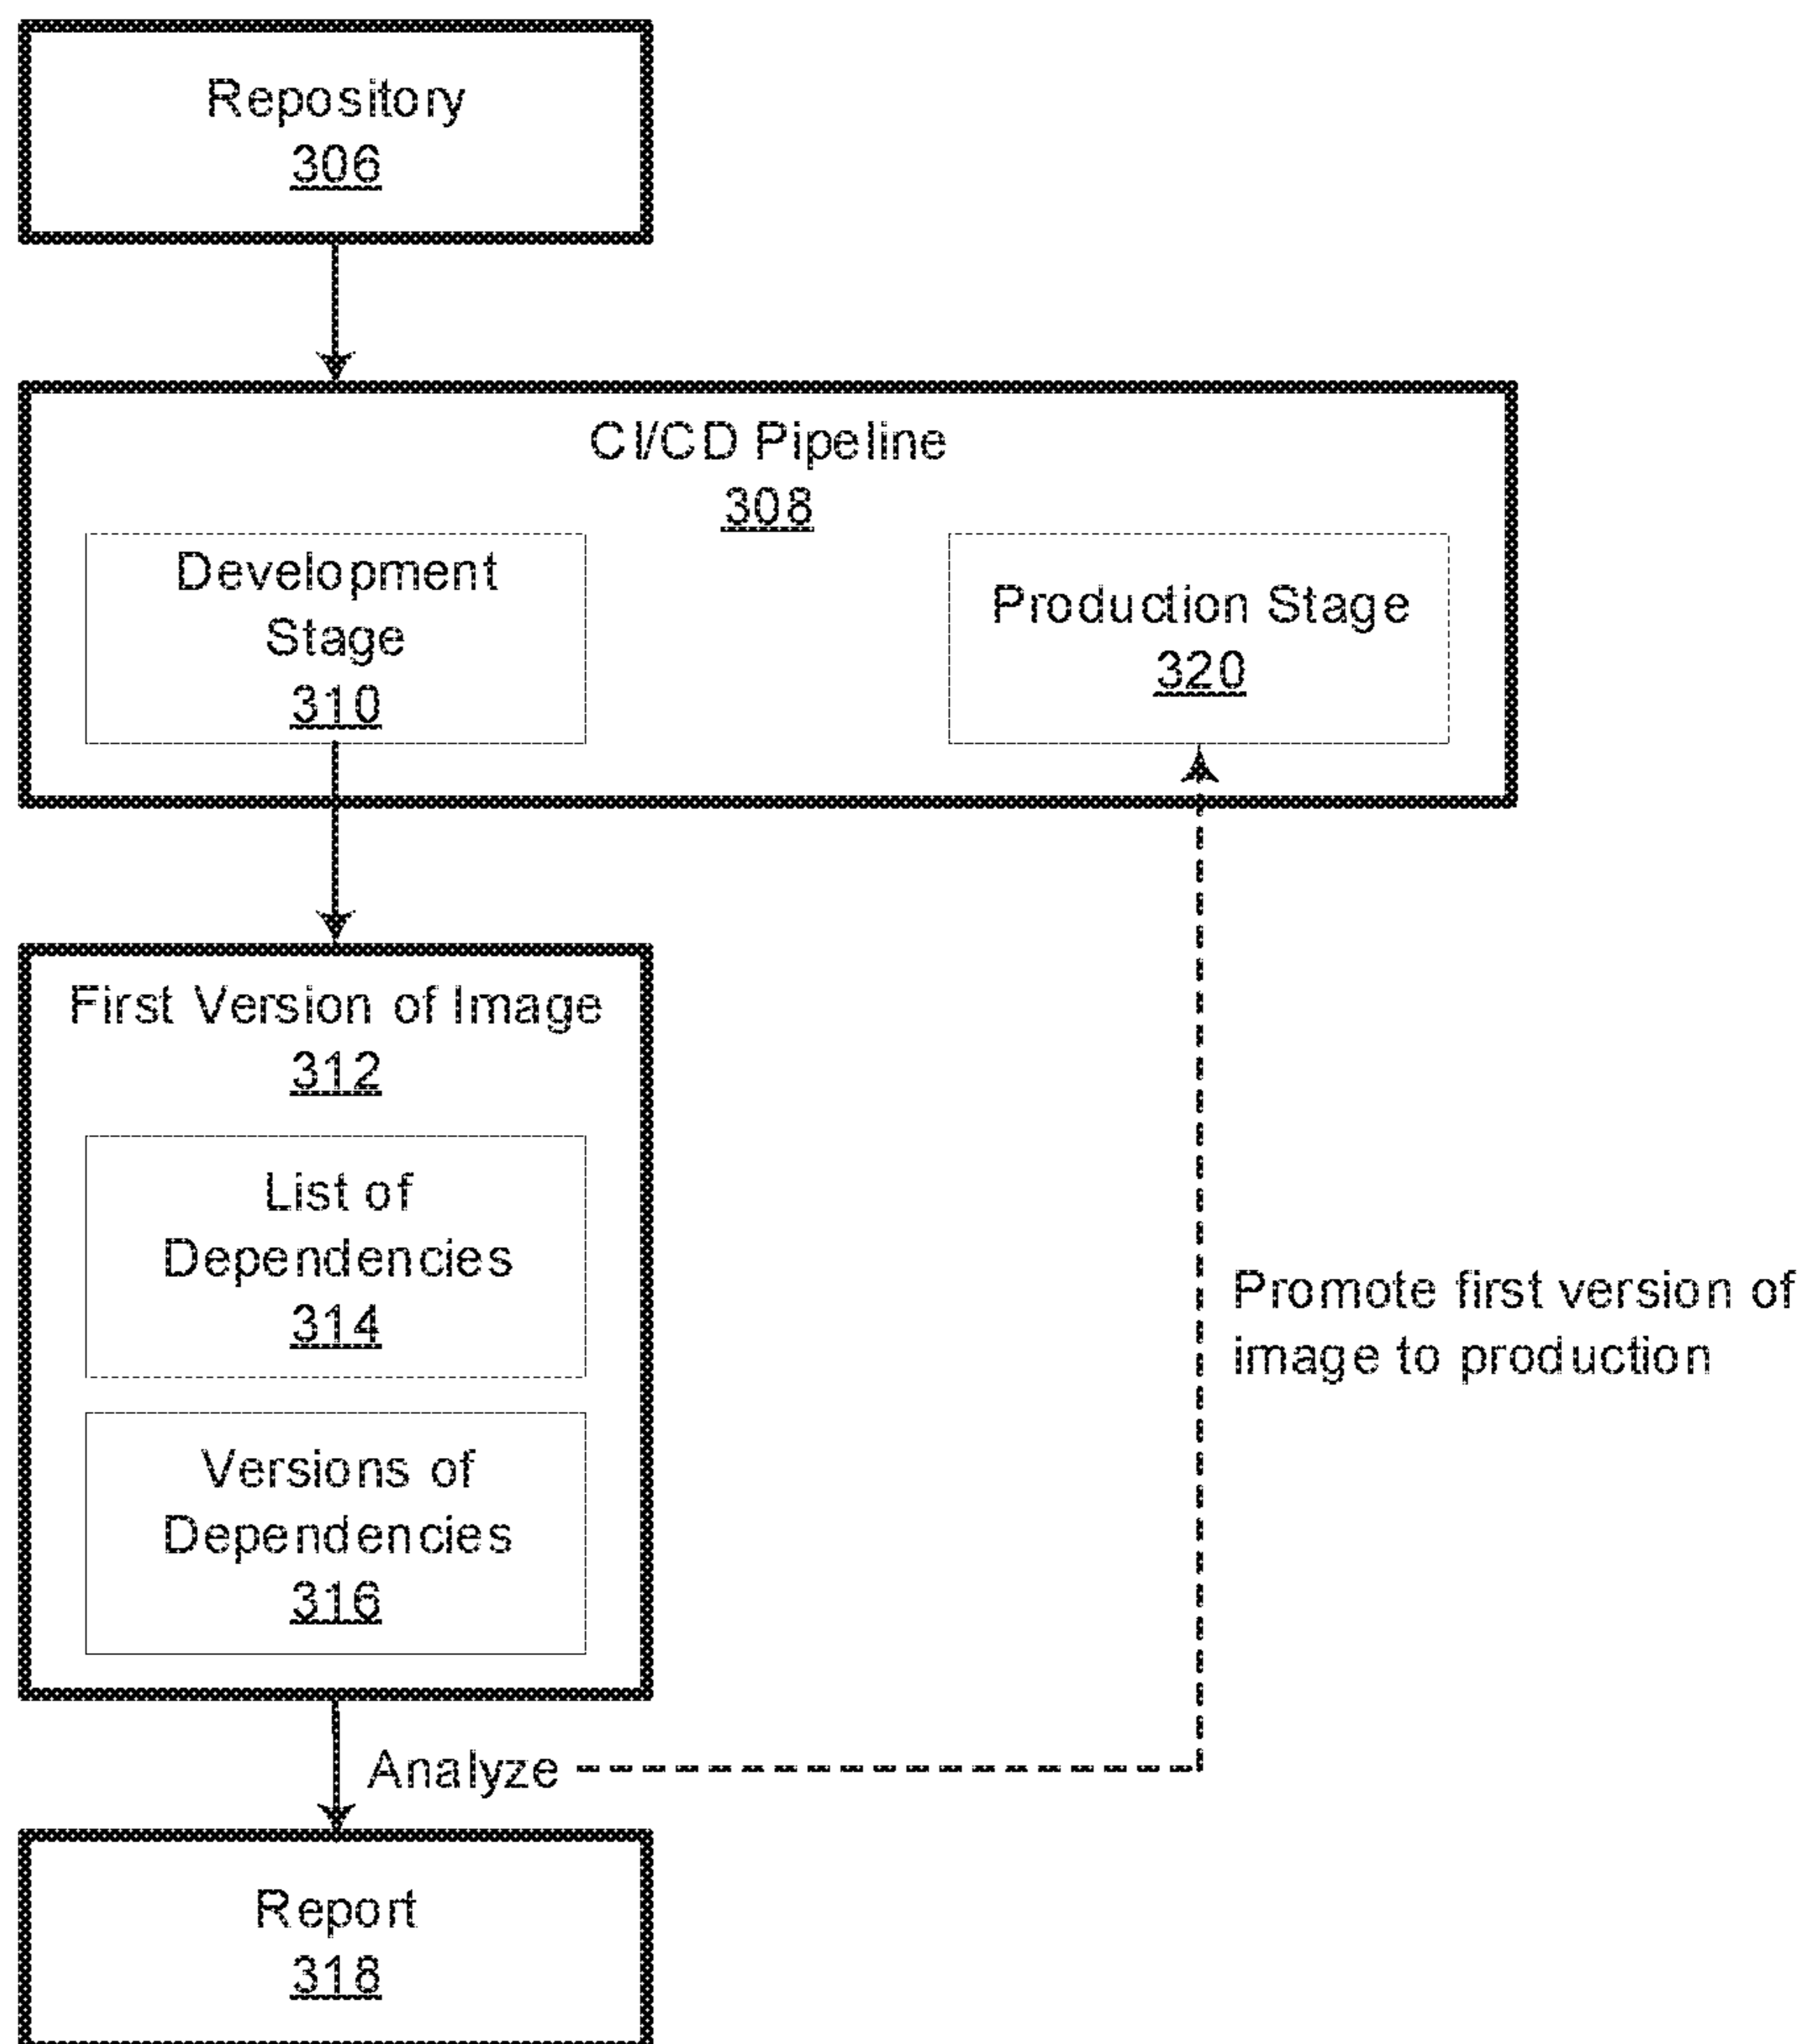 Repository
306
CI/CD Pipeline
308
Development
Stage
310
Production Stage
320
First Version of Image
312
List of
Dependencies
314
Versions of
Dependencies
316
Promote first version of
image to production
Analyze
Report
318